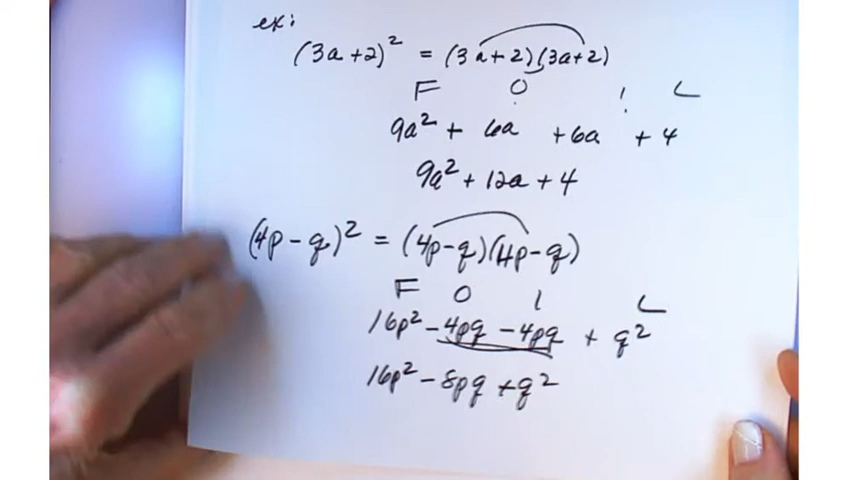 ex:
(3a+2)² = (3a+2)(3a+2)
F O I L
9a² + 6a + 6a + 4
9a² + 12a + 4
(4p-q)² = (4p-q)(4p-q)
F O I L
16p² - 4pq - 4pq + q²
16p² - 8pq + q²